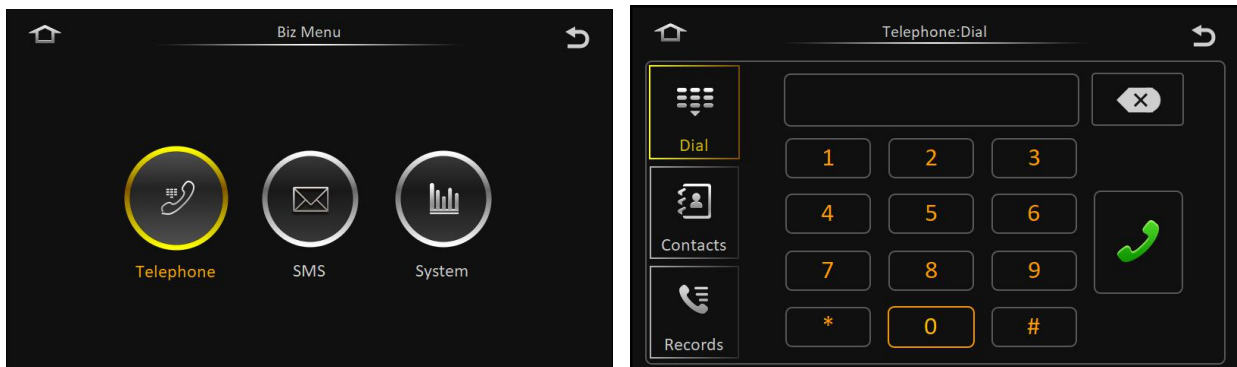 Biz Menu
Telephone
SMS
System
Telephone:Dial
Dial
Contacts
Records
1 2 3
4 5 6
7 8 9
* 0 #